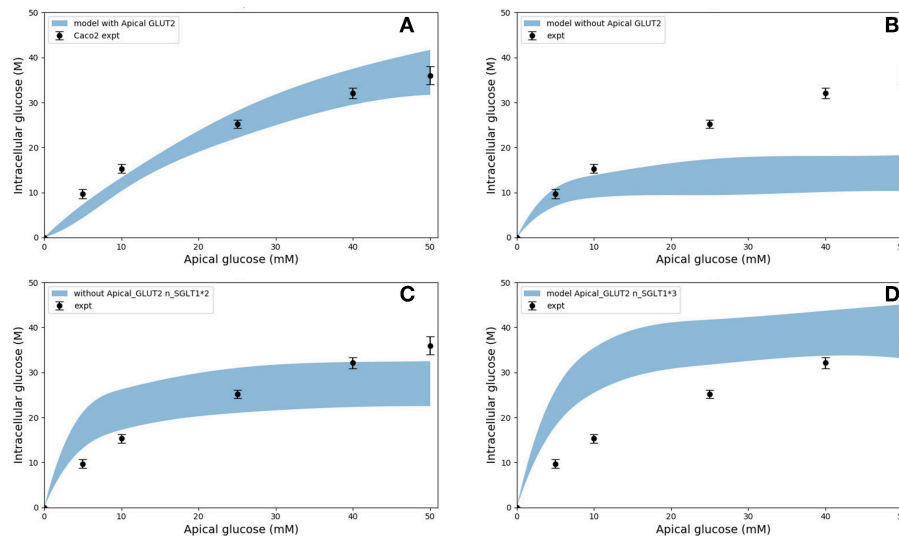 A
model with Apical GLUT2
Caco2 expt
Intracellular glucose (M)
50
40
30
20
10
0
0 10 20 30 40 50
Apical glucose (mM)
B
model without Apical GLUT2
expt
Intracellular glucose (M)
50
40
30
20
10
0
0 10 20 30 40 50
Apical glucose (mM)
C
without Apical_GLUT2 n_SGLT1*2
expt
Intracellular glucose (M)
50
40
30
20
10
0
0 10 20 30 40 50
Apical glucose (mM)
D
model Apical_GLUT2 n_SGLT1*3
expt
Intracellular glucose (M)
50
40
30
20
10
0
0 10 20 30 40 50
Apical glucose (mM)